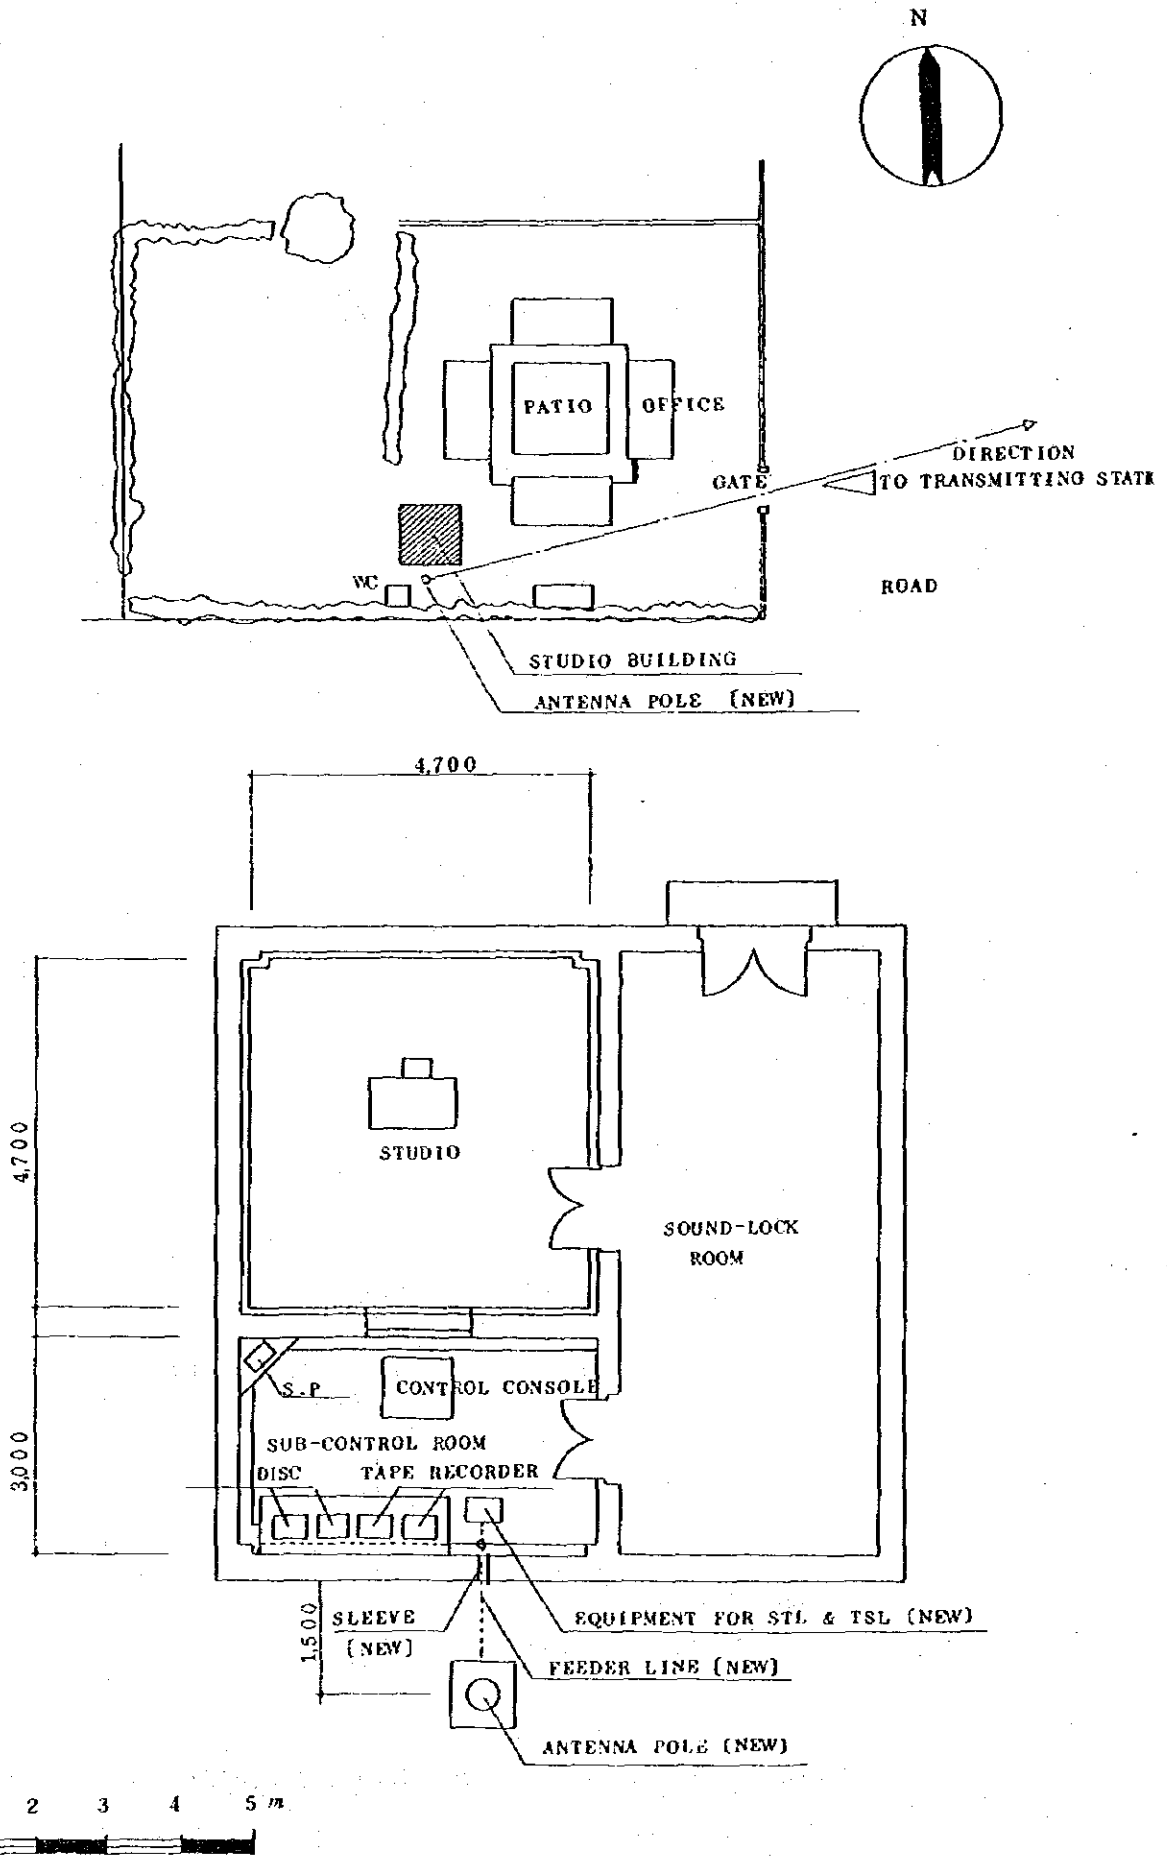 N
PATIO
OFFICE
DIRECTION
GATE
TO TRANSMITTING STATE
WC
ROAD
STUDIO BUILDING
ANTENNA POLE (NEW)
4,700
4,700
STUDIO
SOUND-LOCK
ROOM
S.P
CONTROL CONSOLE
SUB-CONTROL ROOM
3,000
DISC
TAPE RECORDER
1,500
SLEEVE
(NEW)
EQUIPMENT FOR STL & TSL (NEW)
FEEDER LINE (NEW)
ANTENNA POLE (NEW)
2 3 4 5 m